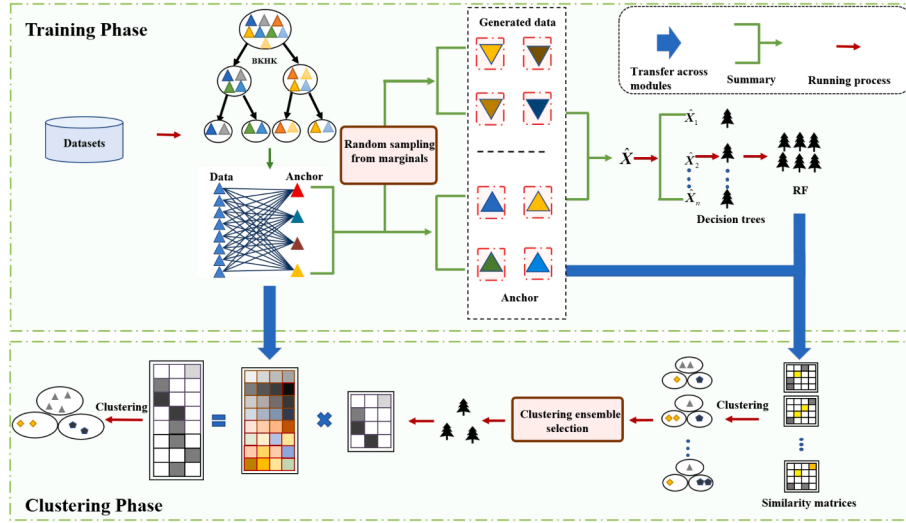 Training Phase
BKHK
Datasets
Data
Anchor
Random sampling
from marginals
Generated data
Anchor
X̂
X̂₁
X̂₂
X̂ₙ
Decision trees
RF
Transfer across
modules
Summary
Running process
Clustering
Clustering ensemble
selection
Clustering
Similarity matrices
Clustering Phase